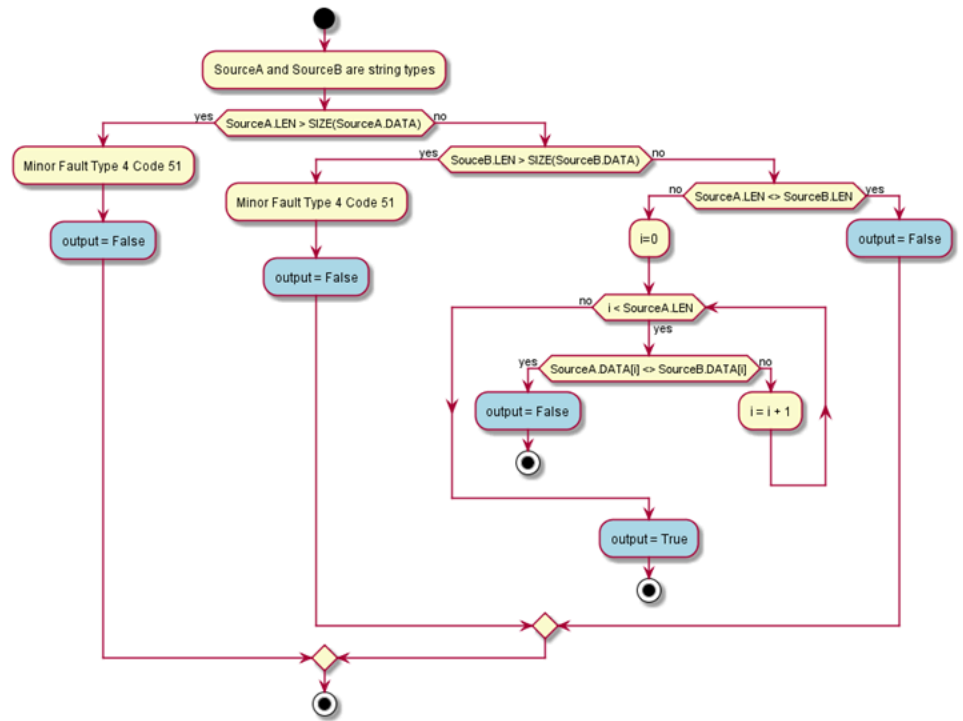 SourceA and SourceB are string types
yes
SourceA.LEN > SIZE(SourceA.DATA)
no
Minor Fault Type 4 Code 51
yes
SouceB.LEN > SIZE(SourceB.DATA)
no
output = False
Minor Fault Type 4 Code 51
no
SourceA.LEN <> SourceB.LEN
yes
output = False
i=0
output = False
no
i < SourceA.LEN
yes
yes
SourceA.DATA[i] <> SourceB.DATA[i]
no
output = False
i = i + 1
output = True